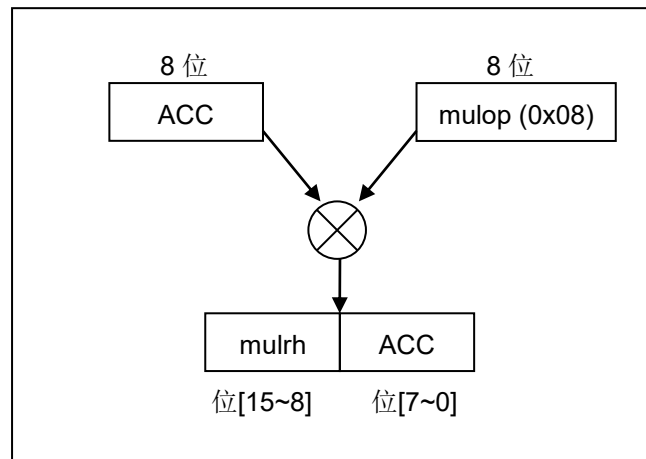 8 位 8 位
ACC mulop (0x08)
mulrh ACC
位[15~8] 位[7~0]